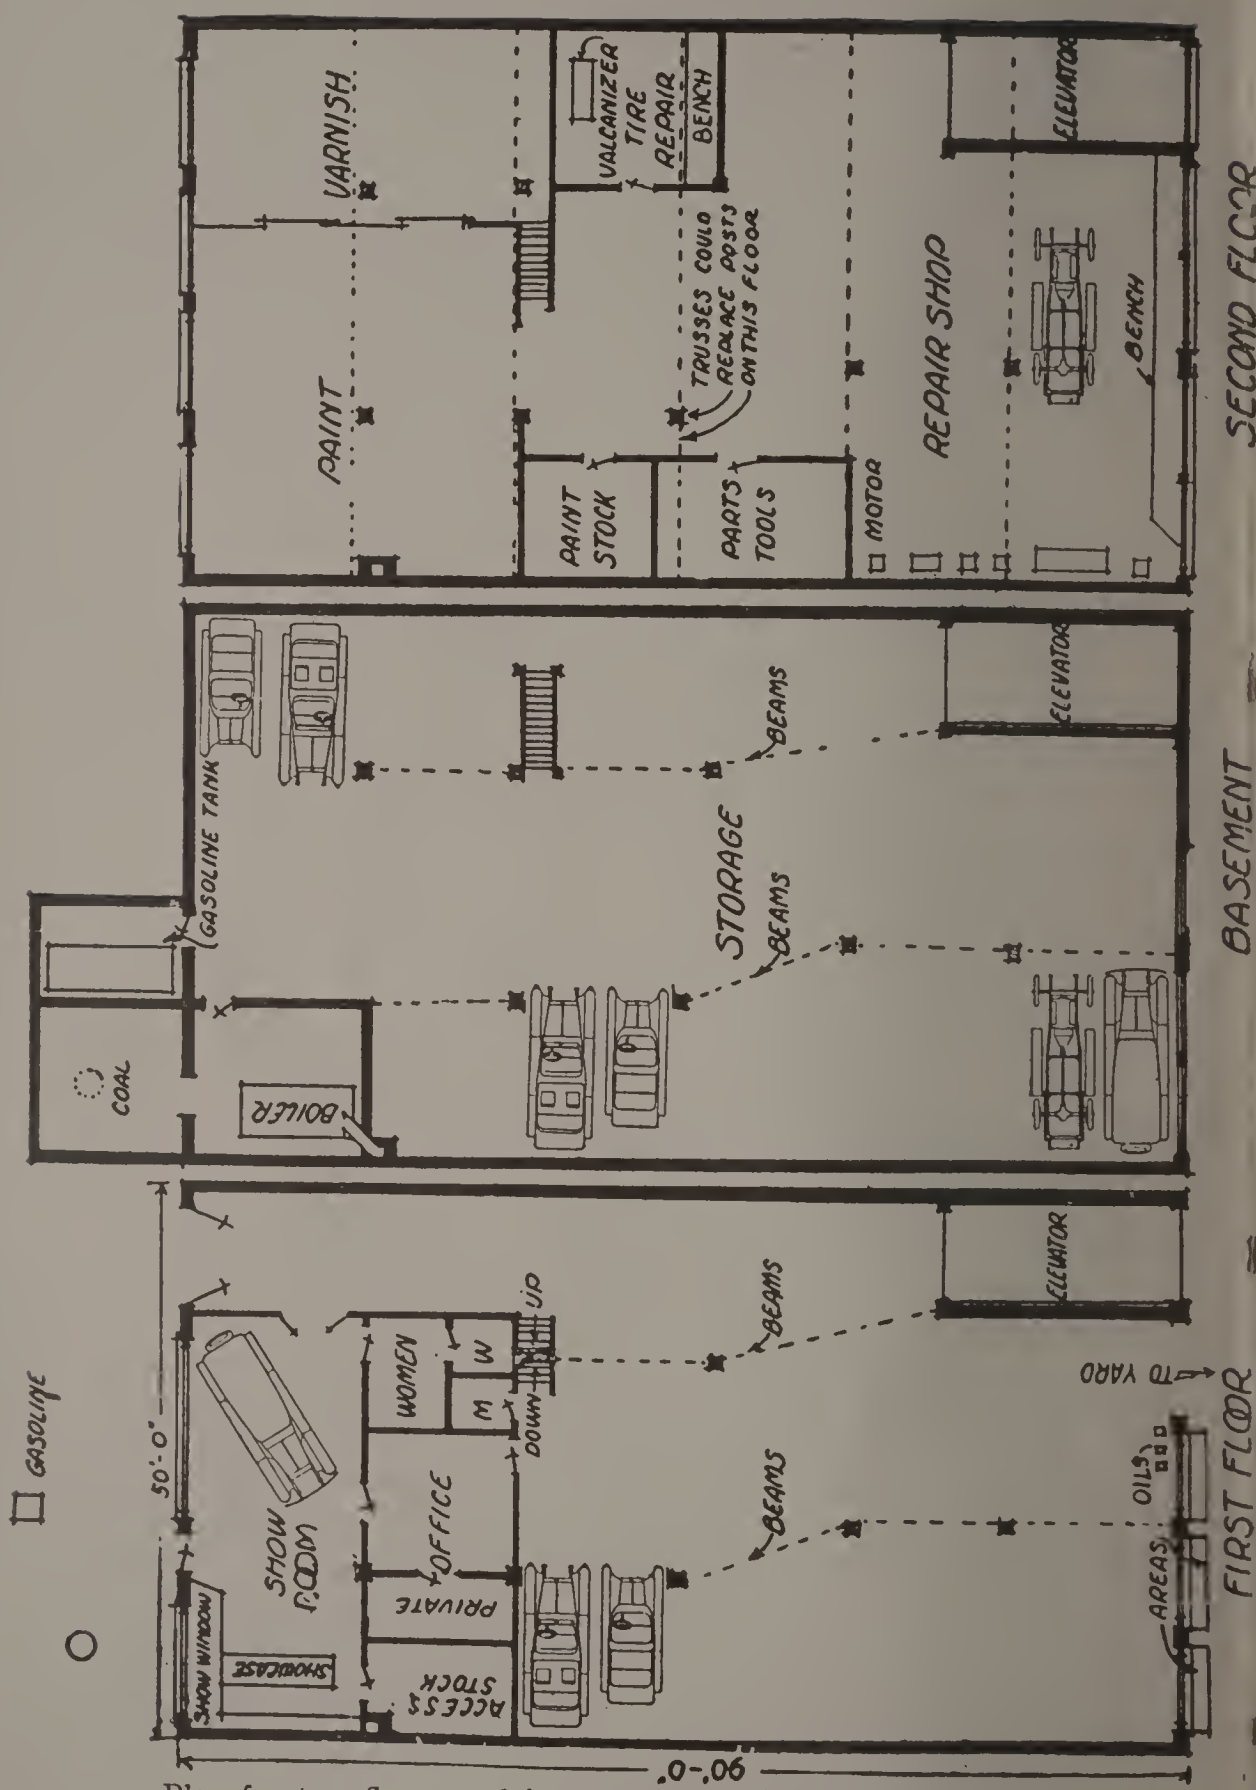 VARNISH
PAINT
VALCANIZER
TIRE
REPAIR
BENCH
ELEVATOR
TRUSSES COULD
REPLACE POSTS
ON THIS FLOOR
REPAIR SHOP
BENCH
PAINT
STOCK
PARTS
TOOLS
MOTOR
SECOND FLOOR
GASOLINE TANK
COAL
BOILER
STORAGE
BEAMS
BEAMS
ELEVATOR
BASEMENT
GASOLINE
50'-0"
90'-0"
SHOW WINDOW
SHOWCASE
SHOW
ROOM
WOMEN
W
M
UP
DOWN
OFFICE
PRIVATE
ACCESS
STOCK
BEAMS
BEAMS
ELEVATOR
TO YARD
OILS
AREAS
FIRST FLOOR